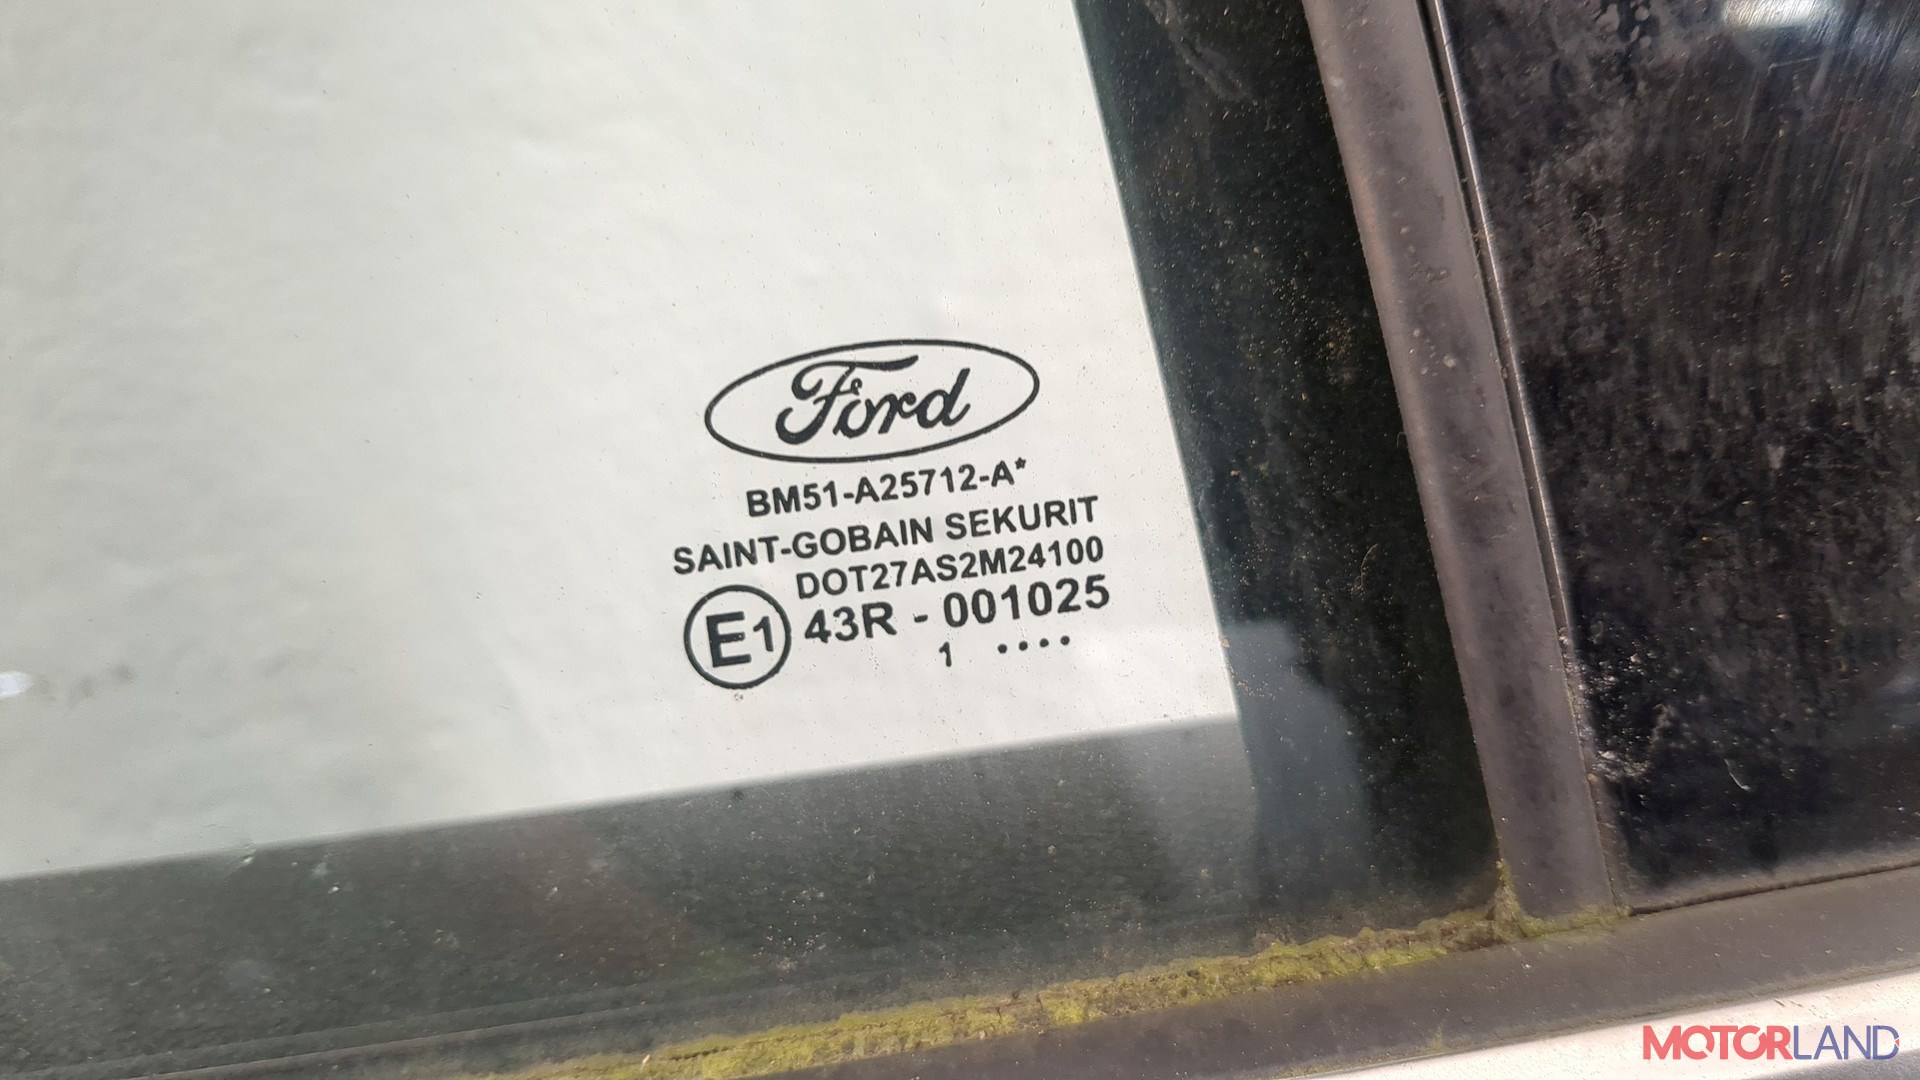 Ford
BM51-A25712-A*
SAINT-GOBAIN SEKURIT
DOT27AS2M24100
E1 43R - 001025
1 ••••
MOTORLAND